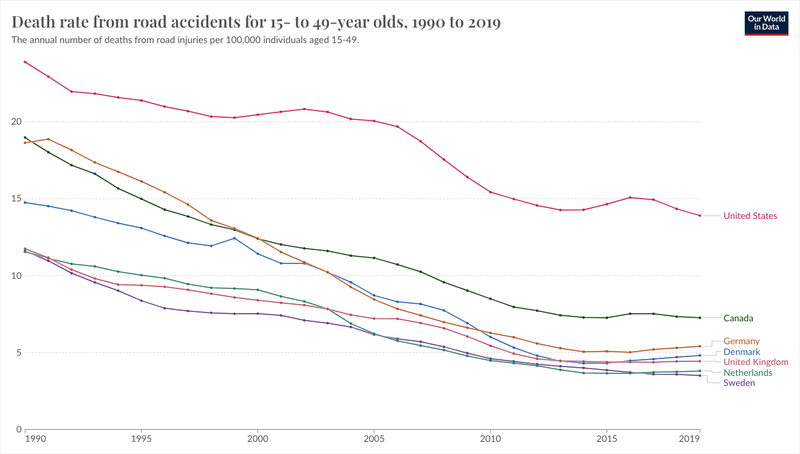 Death rate from road accidents for 15- to 49-year olds, 1990 to 2019
The annual number of deaths from road injuries per 100,000 individuals aged 15-49.
Our World
in Data
20
15
10
5
0
1990
1995
2000
2005
2010
2015
2019
United States
Canada
Germany
Denmark
United Kingdom
Netherlands
Sweden